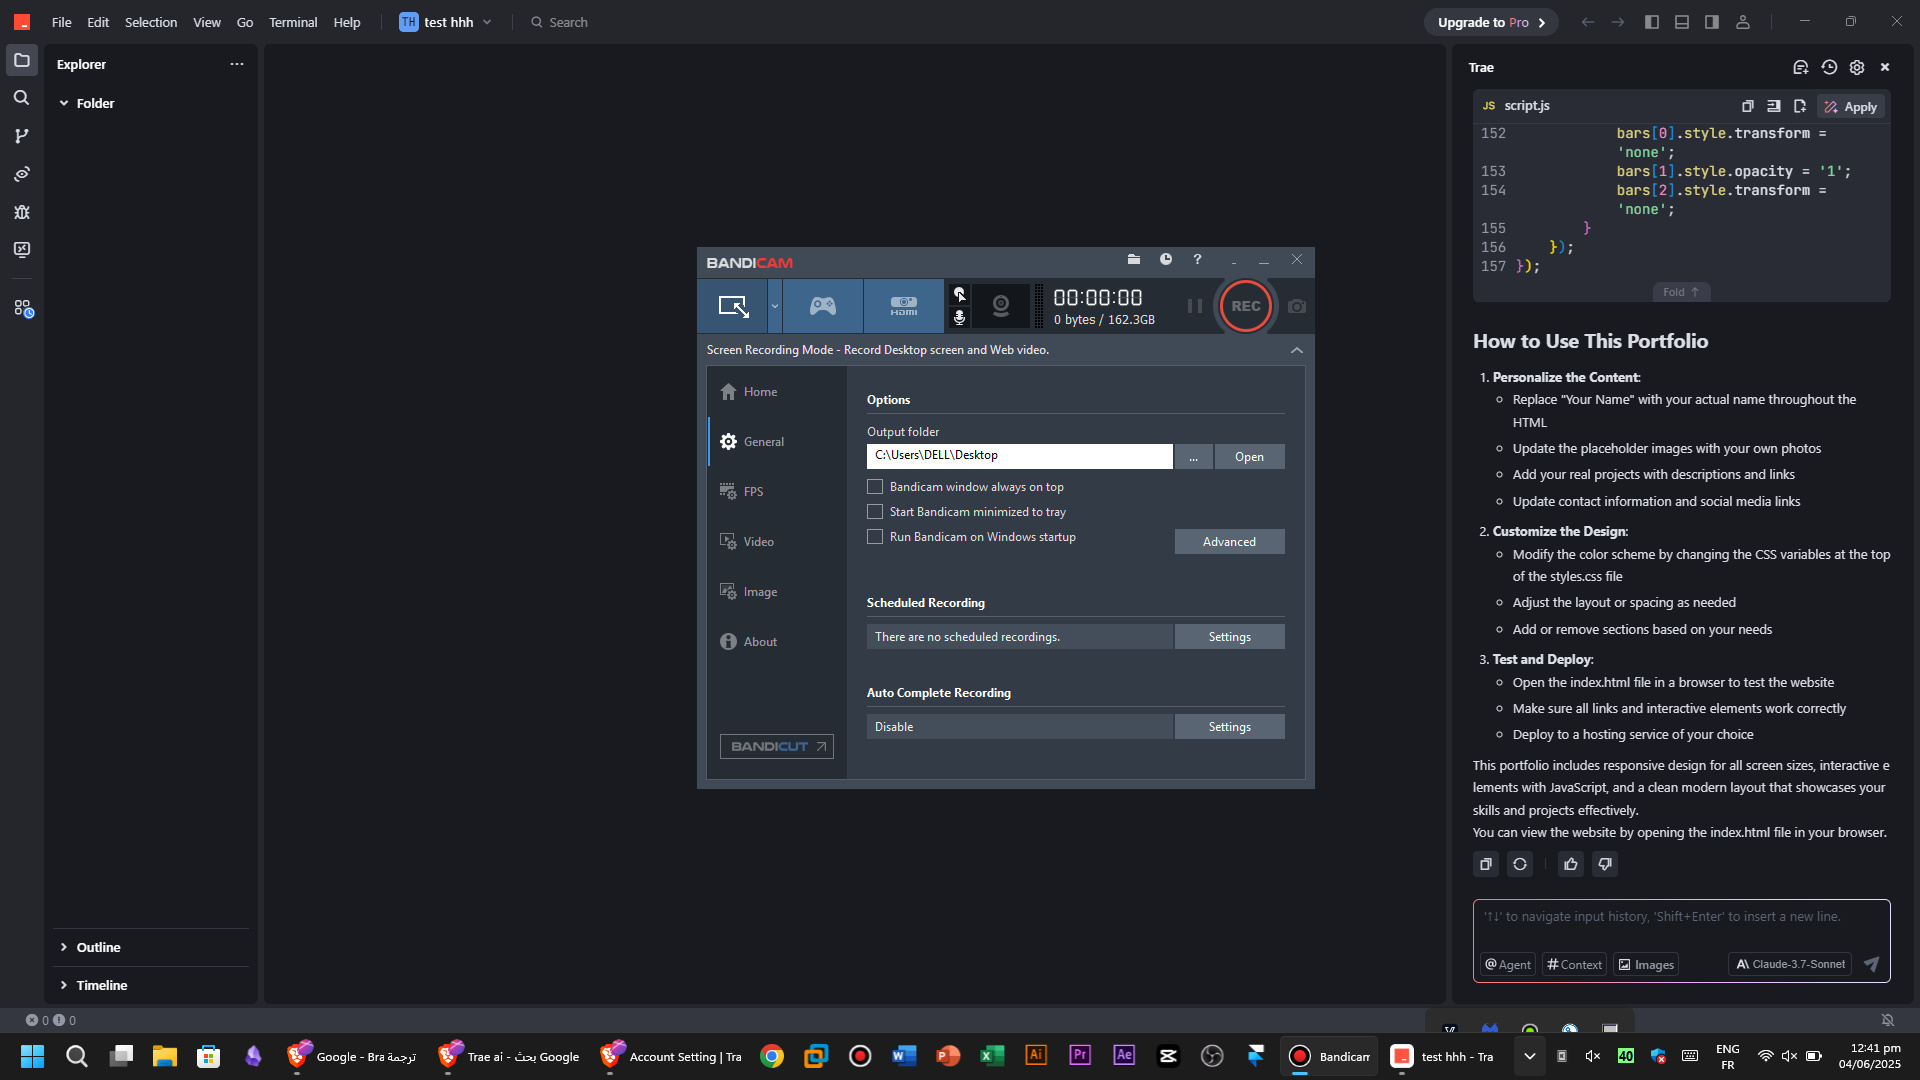 File Edit Selection View Go Terminal Help
TH test hhh
Search
Upgrade to Pro
Explorer
Folder
Outline
Timeline
0 0
BANDICAM
HDMI
00:00:00
0 bytes / 162.3GB
REC
Screen Recording Mode - Record Desktop screen and Web video.
Home
General
FPS
Video
Image
About
BANDICUT
Options
Output folder
C:\Users\DELL\Desktop
...
Open
Bandicam window always on top
Start Bandicam minimized to tray
Run Bandicam on Windows startup
Advanced
Scheduled Recording
There are no scheduled recordings.
Settings
Auto Complete Recording
Disable
Settings
Trae
JS script.js
Apply
152 bars[0].style.transform =
'none';
153 bars[1].style.opacity = '1';
154 bars[2].style.transform =
'none';
155 }
156 });
157 });
Fold ↑
How to Use This Portfolio
1. Personalize the Content:
Replace "Your Name" with your actual name throughout the
HTML
Update the placeholder images with your own photos
Add your real projects with descriptions and links
Update contact information and social media links
2. Customize the Design:
Modify the color scheme by changing the CSS variables at the top
of the styles.css file
Adjust the layout or spacing as needed
Add or remove sections based on your needs
3. Test and Deploy:
Open the index.html file in a browser to test the website
Make sure all links and interactive elements work correctly
Deploy to a hosting service of your choice
This portfolio includes responsive design for all screen sizes, interactive e
lements with JavaScript, and a clean modern layout that showcases your
skills and projects effectively.
You can view the website by opening the index.html file in your browser.
'↑↓' to navigate input history, 'Shift+Enter' to insert a new line.
@ Agent
# Context
Images
A\ Claude-3.7-Sonnet
ترجمة Google - Bra
Trae ai - بحث Google
Account Setting | Tra
Ai
Pr
Ae
Bandicam
test hhh - Tra
40
ENG
FR
12:41 pm
04/06/2025